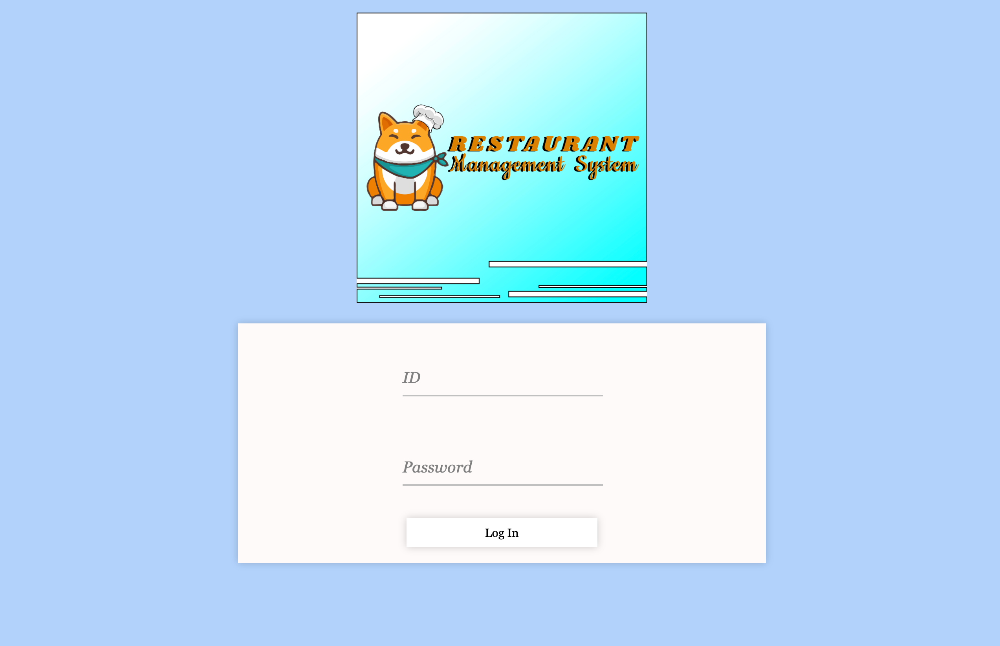 RESTAURANT
Management System
ID
Password
Log In